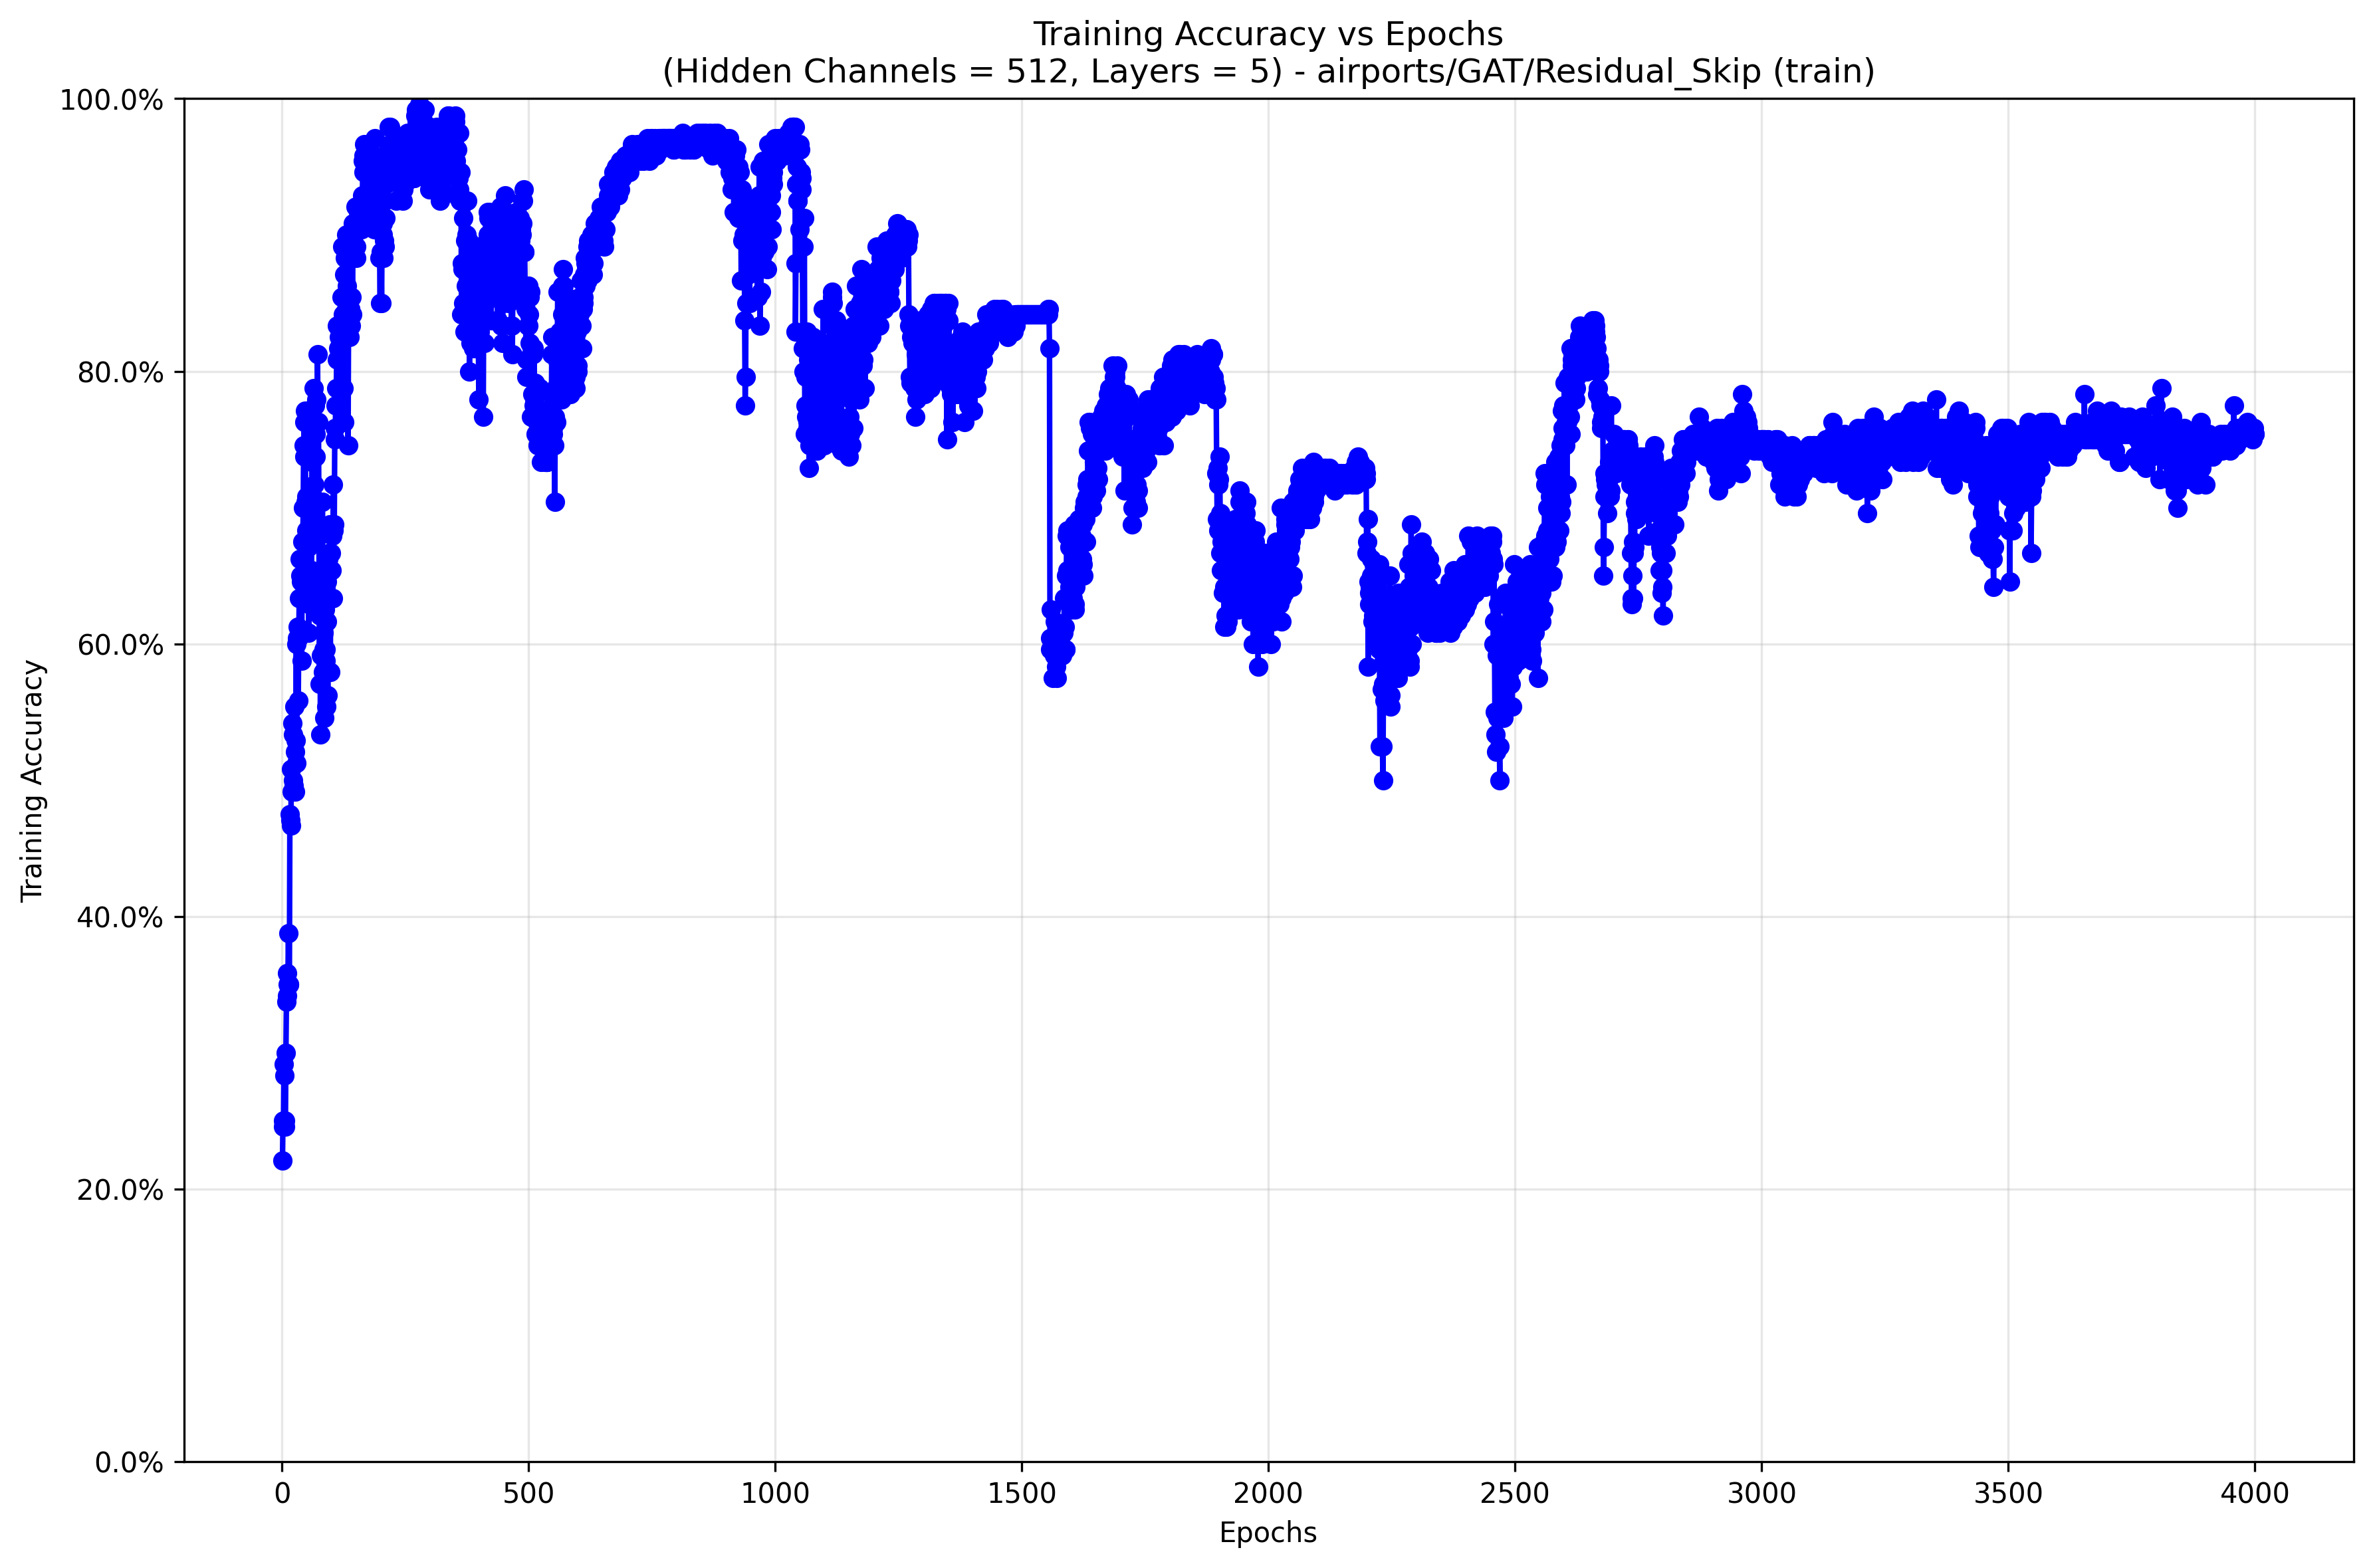 Training Accuracy vs Epochs
(Hidden Channels = 512, Layers = 5) - airports/GAT/Residual_Skip (train)
100.0%
80.0%
60.0%
40.0%
20.0%
0.0%
Training Accuracy
0 500 1000 1500 2000 2500 3000 3500 4000
Epochs